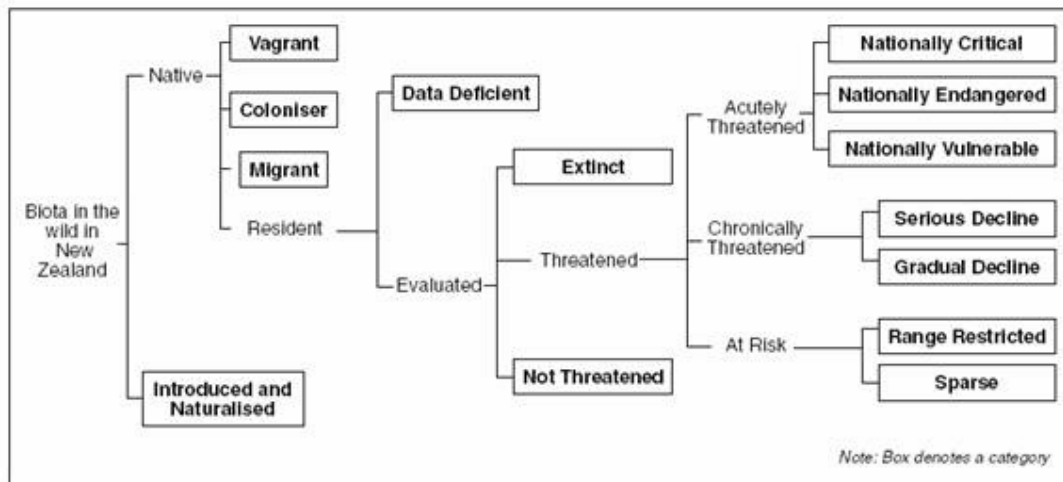 Biota in the
wild in
New
Zealand
Native
Vagrant
Coloniser
Migrant
Resident
Introduced and
Naturalised
Data Deficient
Evaluated
Extinct
Threatened
Not Threatened
Acutely
Threatened
Nationally Critical
Nationally Endangered
Nationally Vulnerable
Chronically
Threatened
Serious Decline
Gradual Decline
At Risk
Range Restricted
Sparse
Note: Box denotes a category